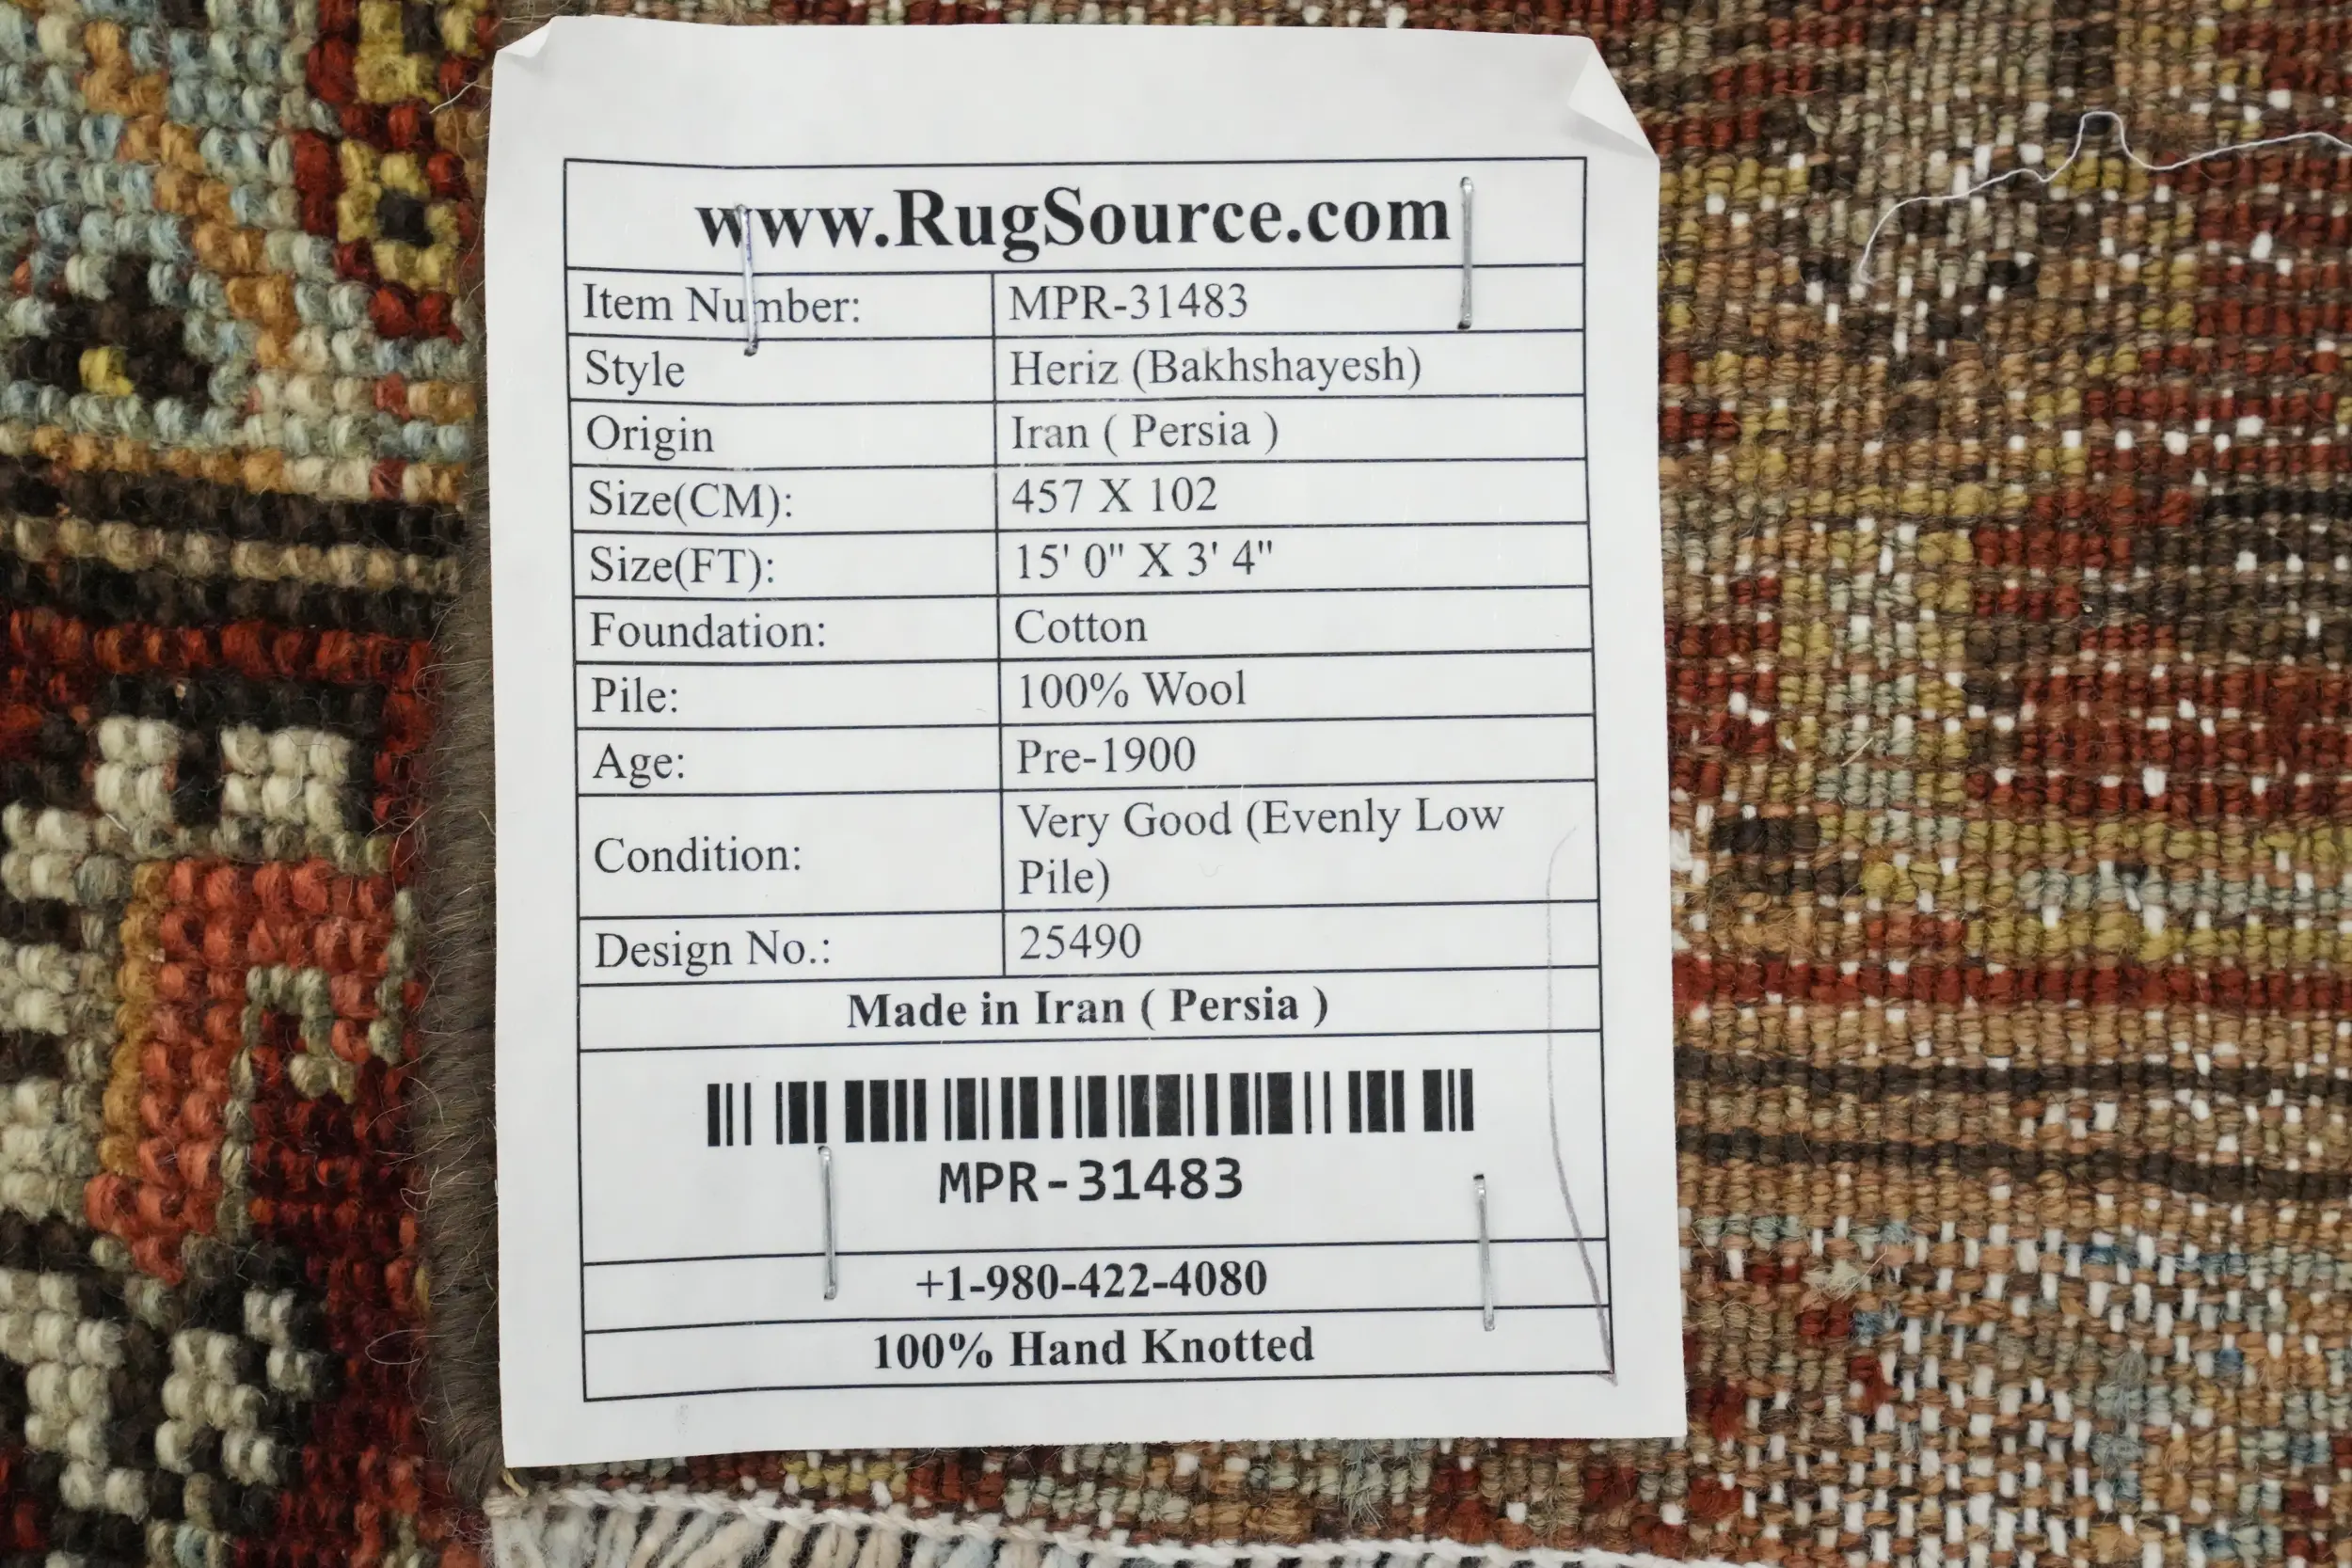 www.RugSource.com
Item Number: MPR-31483
Style Heriz (Bakhshayesh)
Origin Iran ( Persia )
Size(CM): 457 X 102
Size(FT): 15' 0" X 3' 4"
Foundation: Cotton
Pile: 100% Wool
Age: Pre-1900
Condition: Very Good (Evenly Low
Pile)
Design No.: 25490
Made in Iran ( Persia )
MPR-31483
+1-980-422-4080
100% Hand Knotted